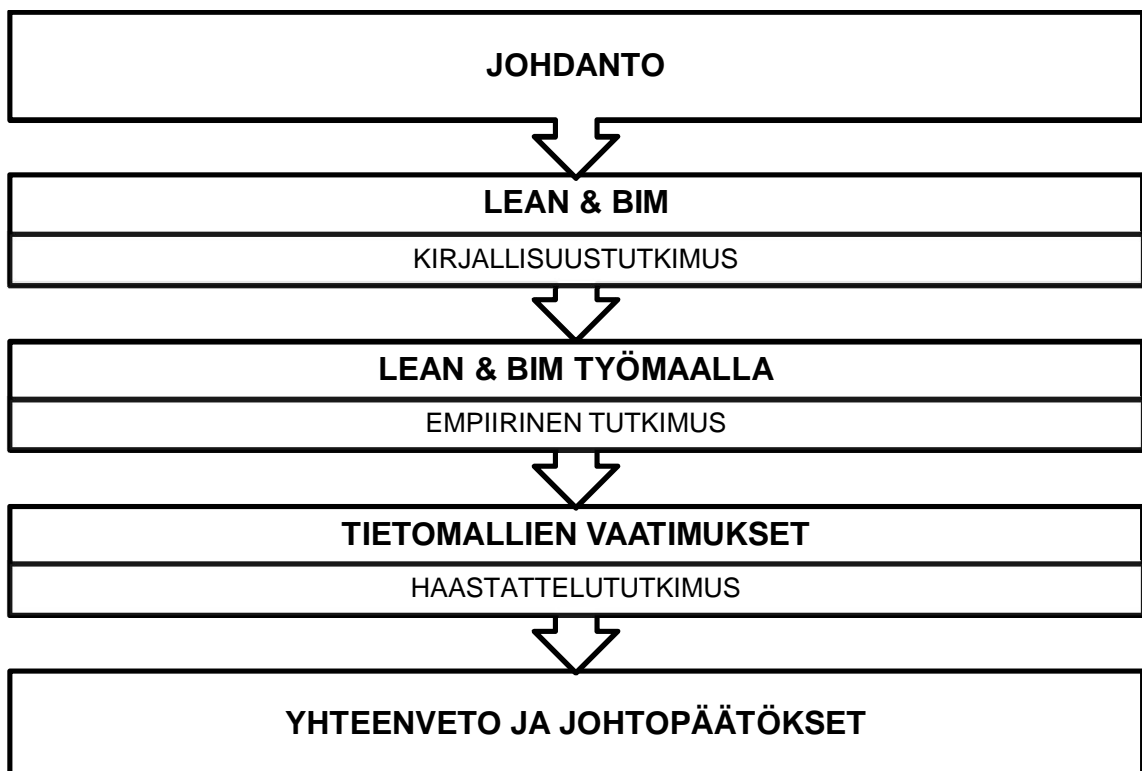 JOHDANTO
LEAN & BIM
KIRJALLISUUSTUTKIMUS
LEAN & BIM TYÖMAALLA
EMPIIRINEN TUTKIMUS
TIETOMALLIEN VAATIMUKSET
HAASTATTELUTUTKIMUS
YHTEENVETO JA JOHTOPÄÄTÖKSET